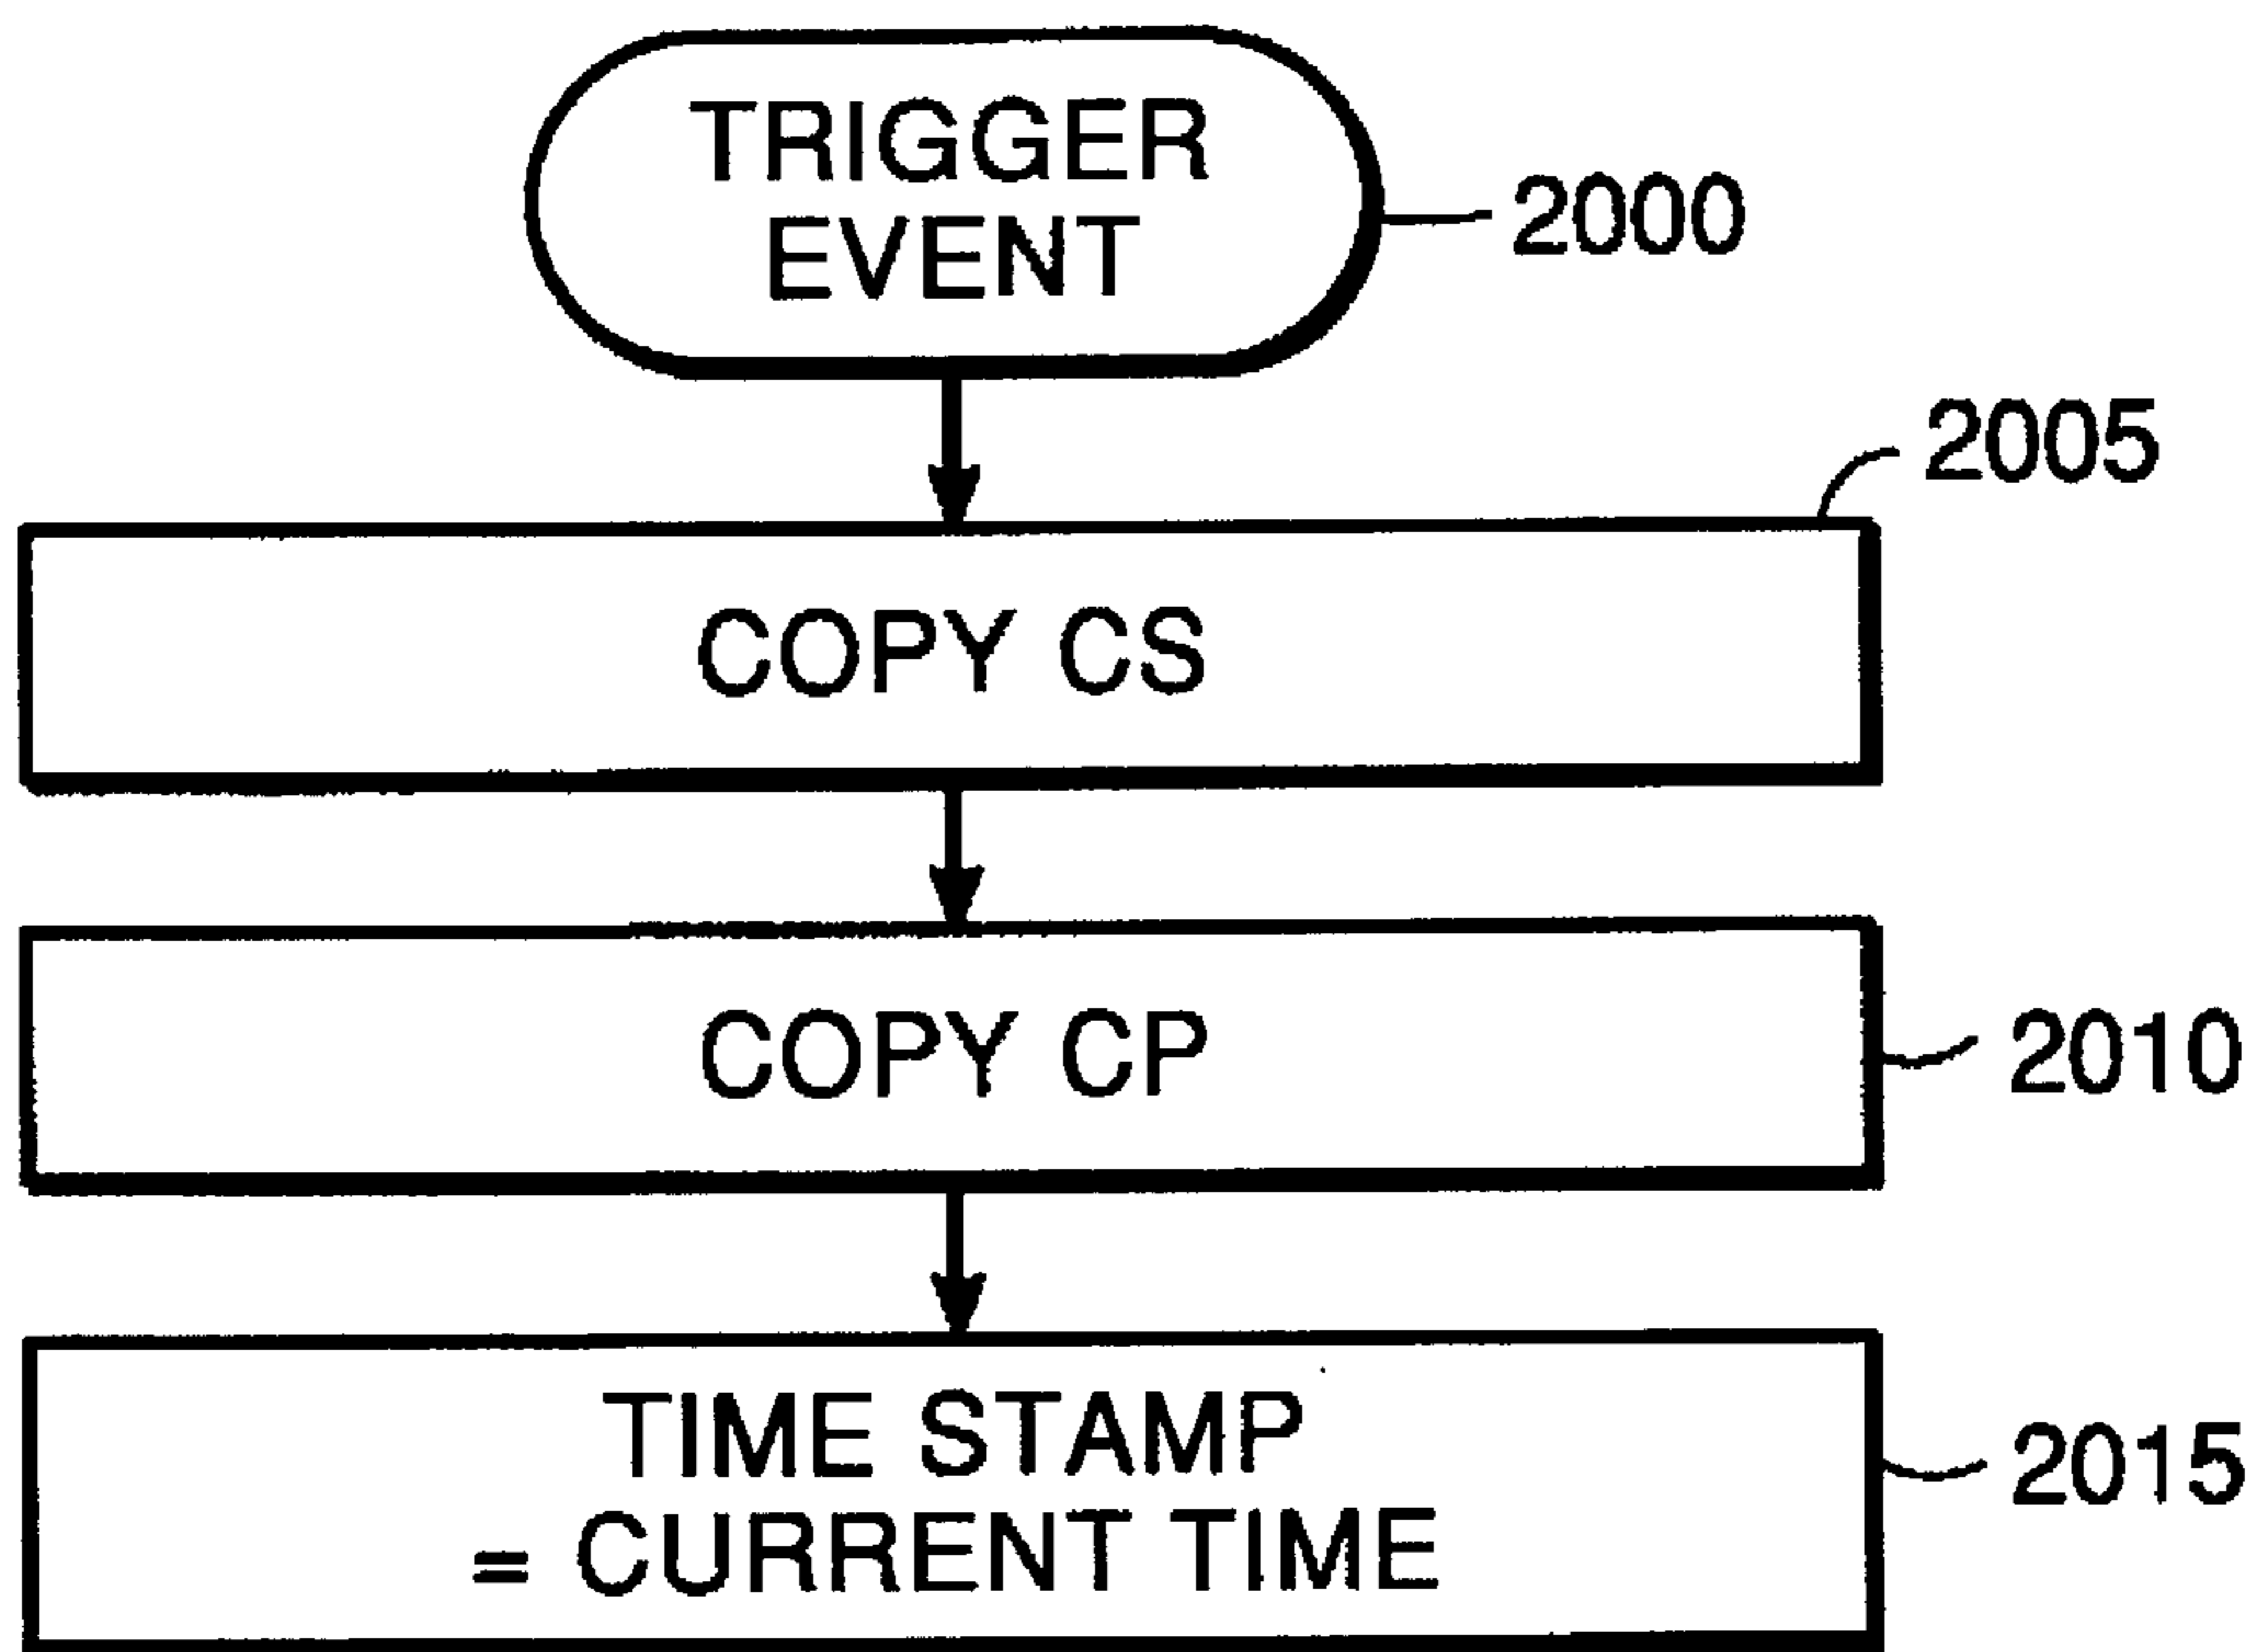 TRIGGER
EVENT
2000
2005
COPY CS
COPY CP
2010
TIME STAMP
= CURRENT TIME
2015